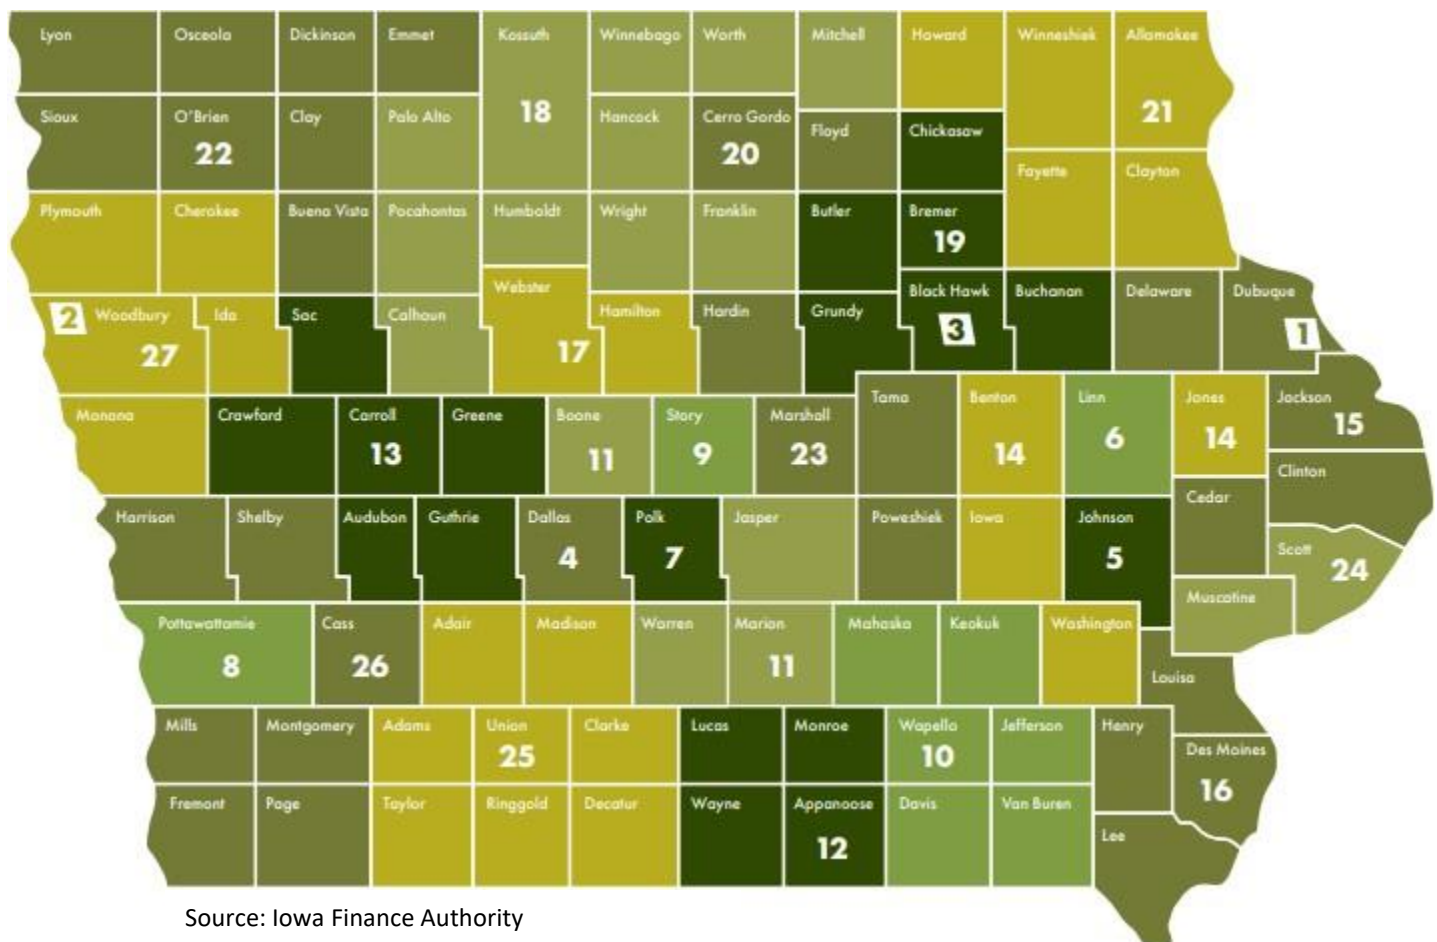 Lyon
Osceola
Dickinson
Emmet
Kossuth
Winnebago
Worth
Mitchell
Howard
Winneshiek
Allamakee
18
21
Sioux
O'Brien
Clay
Palo Alto
Hancock
Cerro Gordo
Floyd
Chickasaw
22
20
Fayette
Clayton
Plymouth
Cherokee
Buena Vista
Pocahontas
Humboldt
Wright
Franklin
Butler
Bremer
19
Webster
Black Hawk
Buchanan
Delaware
Dubuque
2
Woodbury
Ida
Sac
Calhoun
Hamilton
Hardin
Grundy
3
1
27
17
Monona
Crawford
Carroll
Greene
Boone
Story
Marshall
Tama
Benton
Linn
Jones
Jackson
13
11
9
23
14
6
14
15
Clinton
Harrison
Shelby
Audubon
Guthrie
Dallas
Polk
Jasper
Poweshiek
Iowa
Johnson
Cedar
4
7
5
Scott
24
Muscatine
Pottawattamie
Cass
Adair
Madison
Warren
Marion
Mahaska
Keokuk
Washington
8
26
11
Louisa
Mills
Montgomery
Adams
Union
Clarke
Lucas
Monroe
Wapello
Jefferson
Henry
Des Moines
25
10
16
Fremont
Page
Taylor
Ringgold
Decatur
Wayne
Appanoose
Davis
Van Buren
Lee
12
Source: Iowa Finance Authority